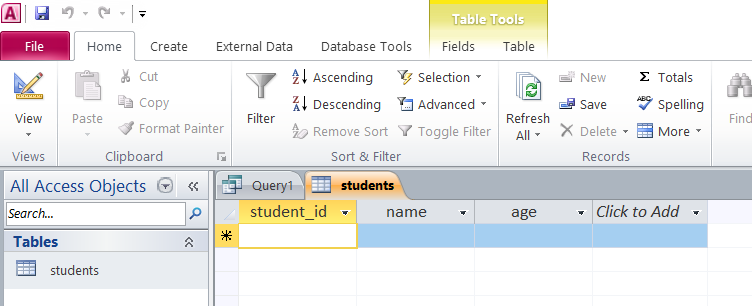 A
Table Tools
File Home Create External Data Database Tools Fields Table
View
Views
Paste
Cut
Copy
Format Painter
Clipboard
Filter
Ascending
Descending
Remove Sort
Selection
Advanced
Toggle Filter
Sort & Filter
Refresh
All
New
Save
Delete
Totals
Spelling
More
Records
Find
All Access Objects
Search...
Tables
students
Query1 students
student_id name age Click to Add